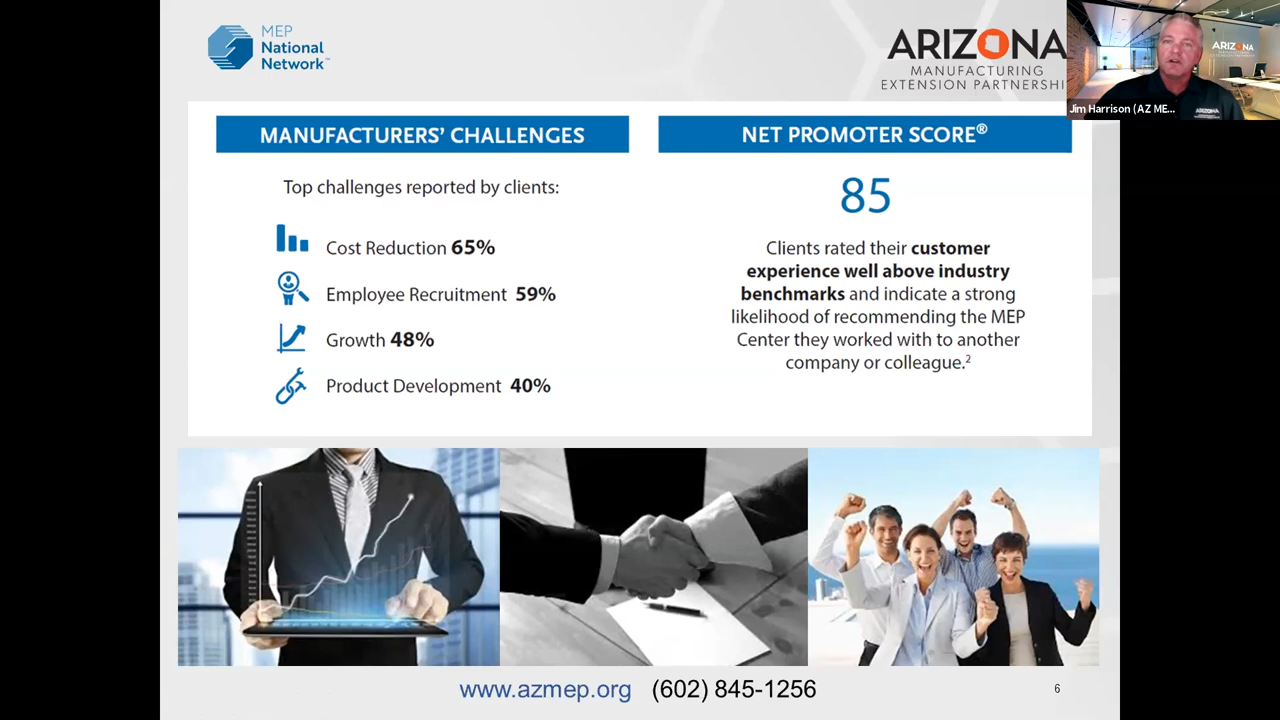 MEP
National
Network™
ARIZONA
MANUFACTURING
EXTENSION PARTNERSHI
ARIZONA
ARIZONA
Jim Harrison (AZ ME...
MANUFACTURERS’ CHALLENGES
Top challenges reported by clients:
Cost Reduction 65%
Employee Recruitment 59%
Growth 48%
Product Development 40%
NET PROMOTER SCORE®
85
Clients rated their customer
experience well above industry
benchmarks and indicate a strong
likelihood of recommending the MEP
Center they worked with to another
company or colleague.²
www.azmep.org (602) 845-1256
6